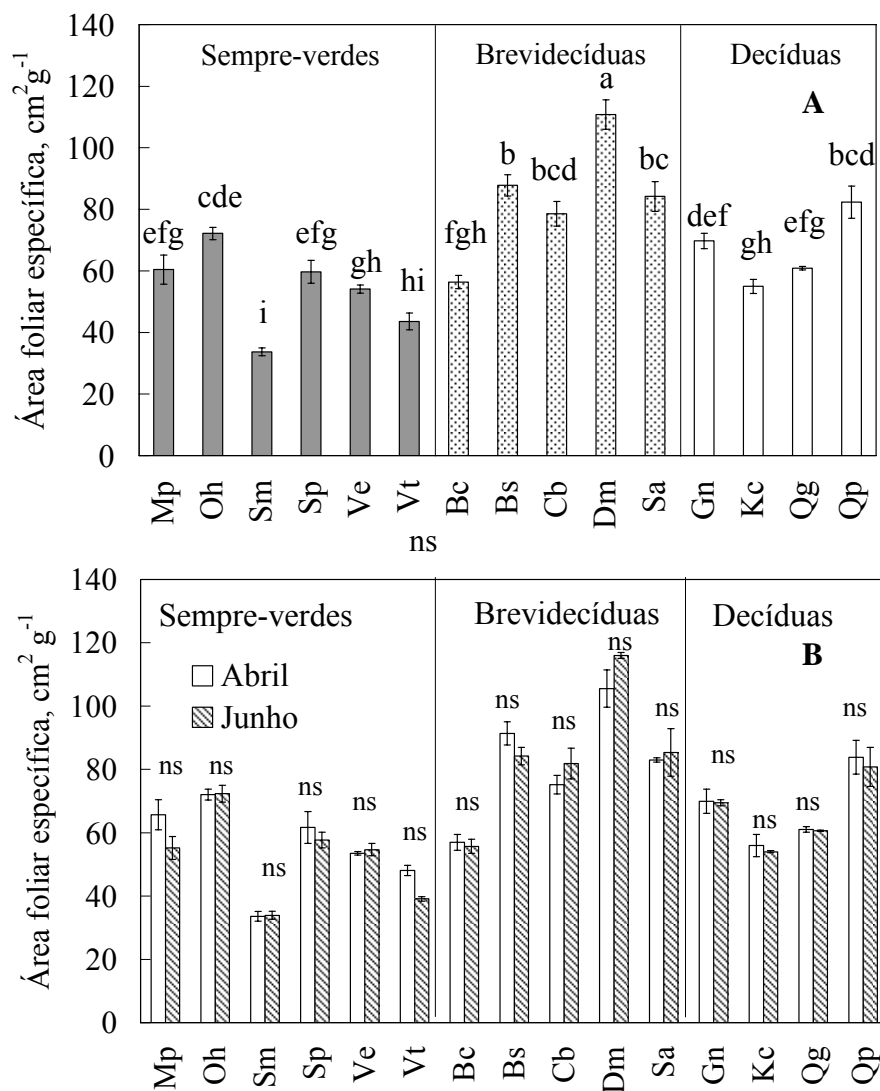 Área foliar específica, cm²g⁻¹
140
120
100
80
60
40
20
0
Sempre-verdes Brevidecíduas Decíduas
A
efg cde i efg gh hi fgh b bcd a bc def gh efg bcd
Mp Oh Sm Sp Ve Vt Bc Bs Cb Dm Sa Gn Kc Qg Qp
ns
Área foliar específica, cm² g⁻¹
140
120
100
80
60
40
20
0
Sempre-verdes Brevidecíduas Decíduas
B
Abril
Junho
ns ns ns ns ns ns ns ns ns ns ns ns ns ns ns
Mp Oh Sm Sp Ve Vt Bc Bs Cb Dm Sa Gn Kc Qg Qp